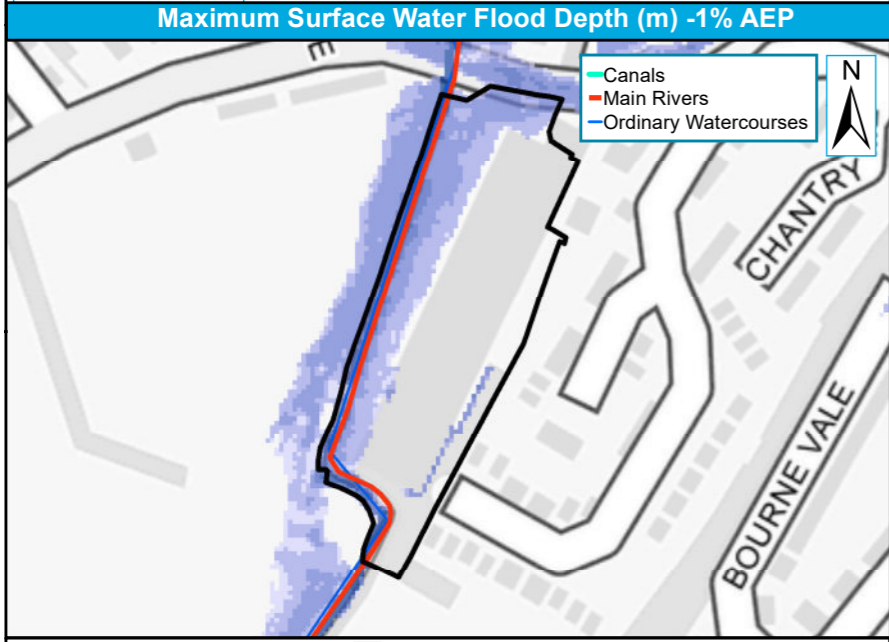 Maximum Surface Water Flood Depth (m) -1% AEP
E
Canals
Main Rivers
Ordinary Watercourses
N
CHANTRY
BOURNE VALE